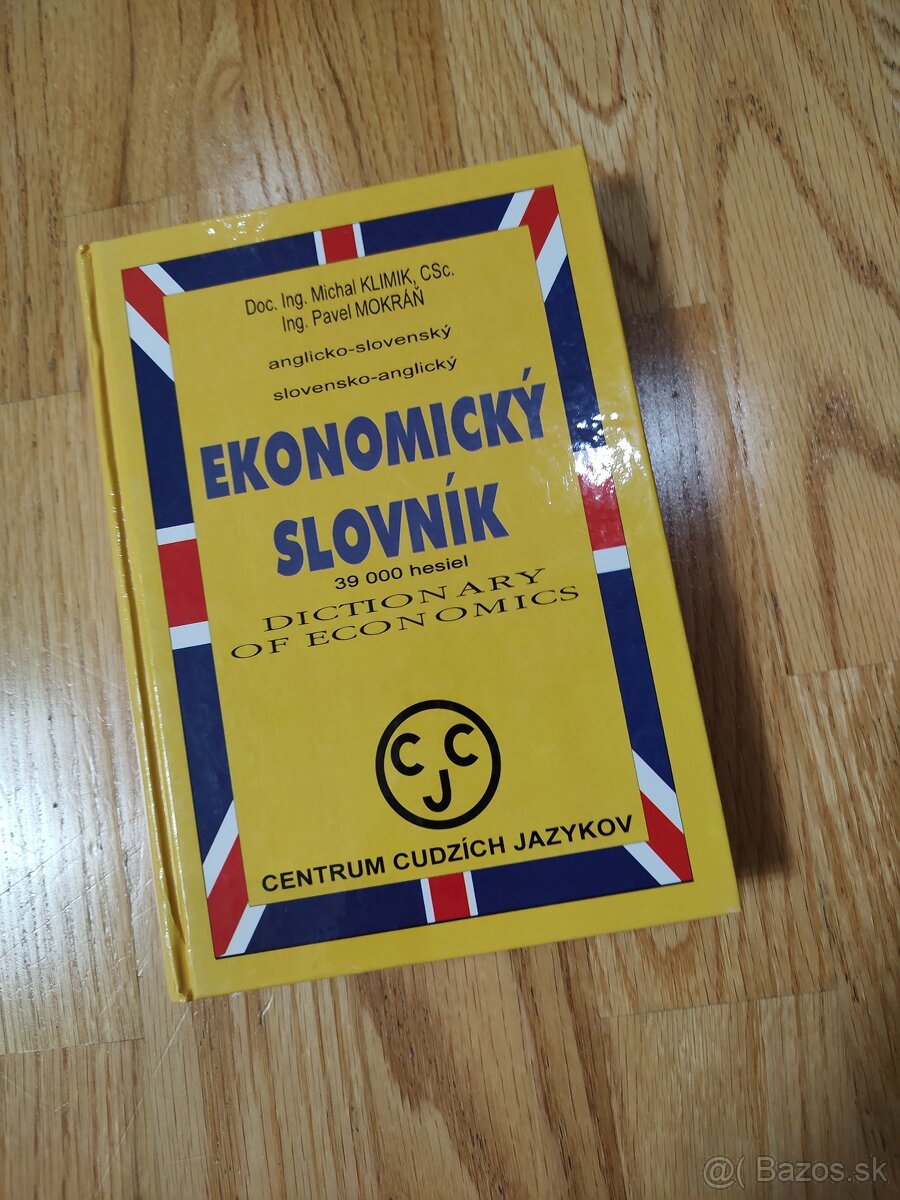 Doc. Ing. Michal KLIMIK, CSc.
Ing. Pavel MOKRÁŇ
anglicko-slovenský
slovensko-anglický
EKONOMICKÝ
SLOVNÍK
39 000 hesiel
DICTIONARY
OF ECONOMICS
C C
J
CENTRUM CUDZÍCH JAZYKOV
@( Bazos.sk